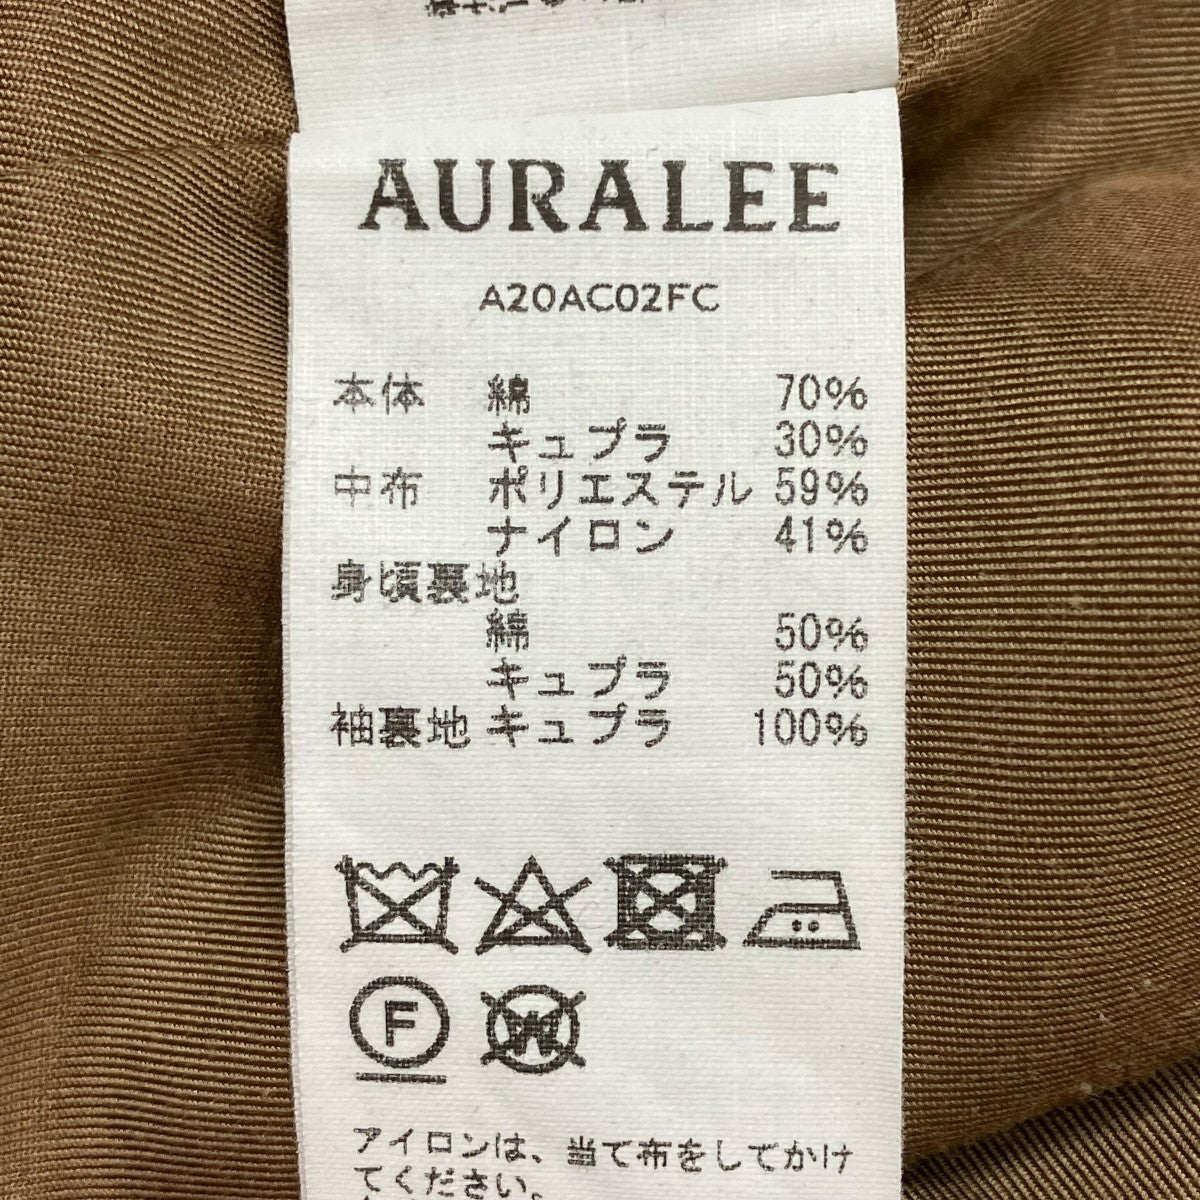 AURALEE
A20AC02FC
本体 綿 70%
キュプラ 30%
中布 ポリエステル 59%
ナイロン 41%
身頃裏地
綿 50%
キュプラ 50%
袖裏地 キュプラ 100%
F
W
アイロンは、当て布をしてかけ
てください。